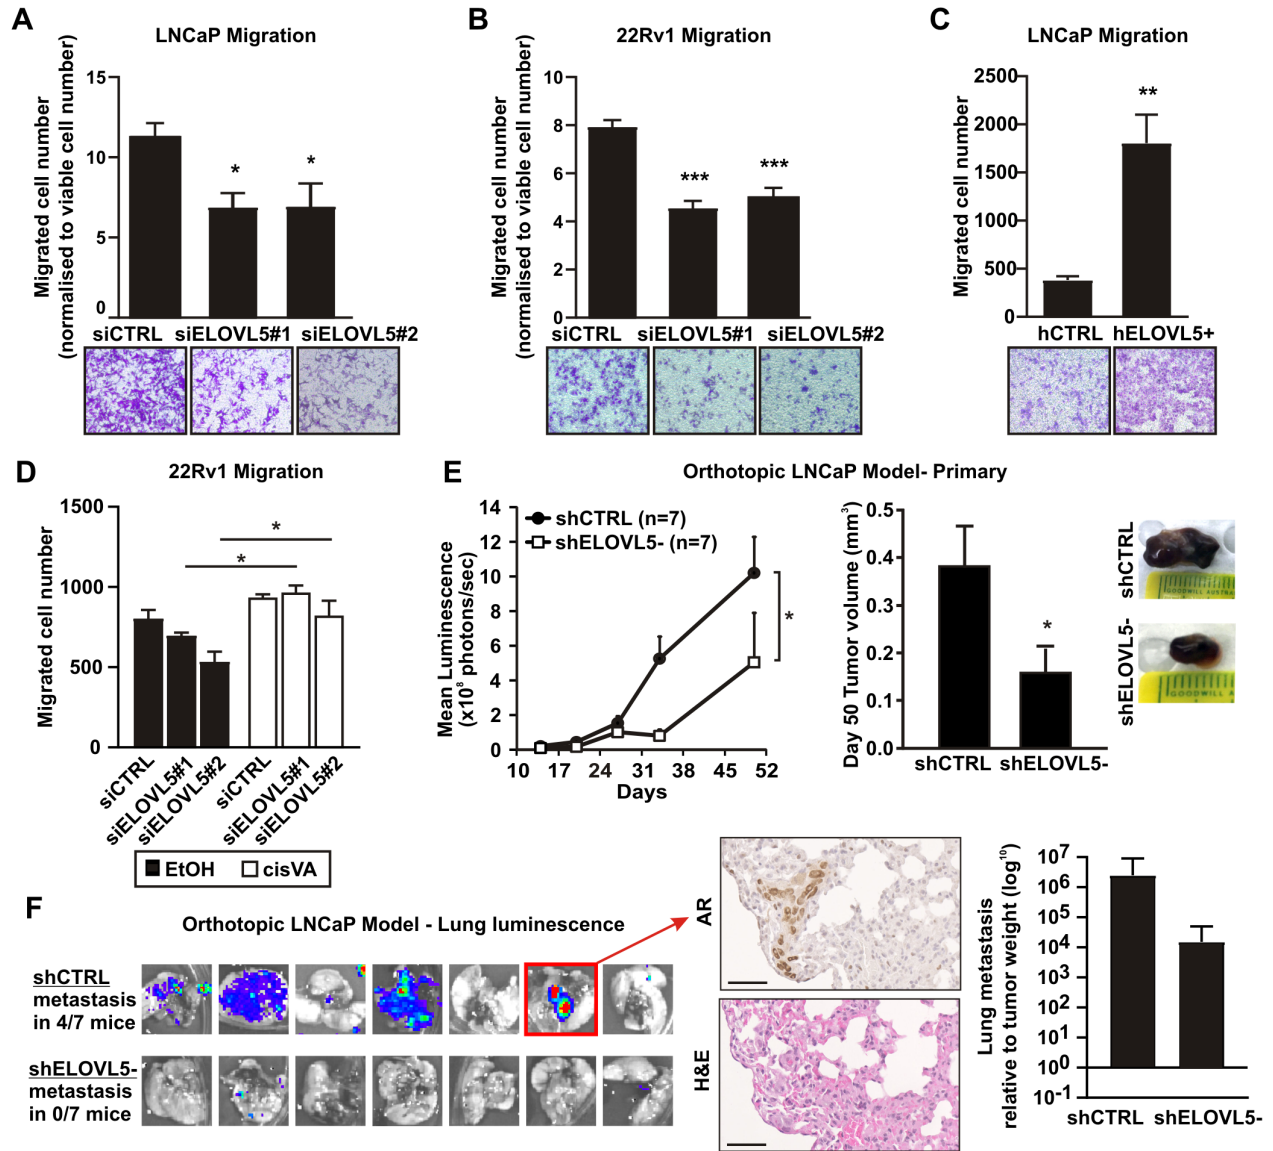 A
LNCaP Migration
Migrated cell number
(normalised to viable cell number)
15
10
5
0
*
*
siCTRL siELOVL5#1 siELOVL5#2
B
22Rv1 Migration
Migrated cell number
(normalised to viable cell number)
10
8
6
4
2
0
***
***
siCTRL siELOVL5#1 siELOVL5#2
C
LNCaP Migration
Migrated cell number
2500
2000
1500
1000
500
0
**
hCTRL hELOVL5+
D
22Rv1 Migration
Migrated cell number
1500
1000
500
0
*
*
siCTRL
siELOVL5#1
siELOVL5#2
siCTRL
siELOVL5#1
siELOVL5#2
EtOH cisVA
E
Orthotopic LNCaP Model- Primary
Mean Luminescence
(x10⁸ photons/sec)
14
12
10
8
6
4
2
0
shCTRL (n=7)
shELOVL5- (n=7)
*
10 17 24 31 38 45 52
Days
Day 50 Tumor volume (mm³)
0.5
0.4
0.3
0.2
0.1
0.0
*
shCTRL shELOVL5-
shCTRL
GOODWILL AUSTRA
shELOVL5-
GOODWILL A
F
Orthotopic LNCaP Model - Lung luminescence
shCTRL
metastasis
in 4/7 mice
shELOVL5-
metastasis
in 0/7 mice
AR
H&E
Lung metastasis
relative to tumor weight (log¹⁰)
10⁷
10⁶
10⁵
10⁴
10³
10²
10¹
10⁰
10⁻¹
shCTRL shELOVL5-